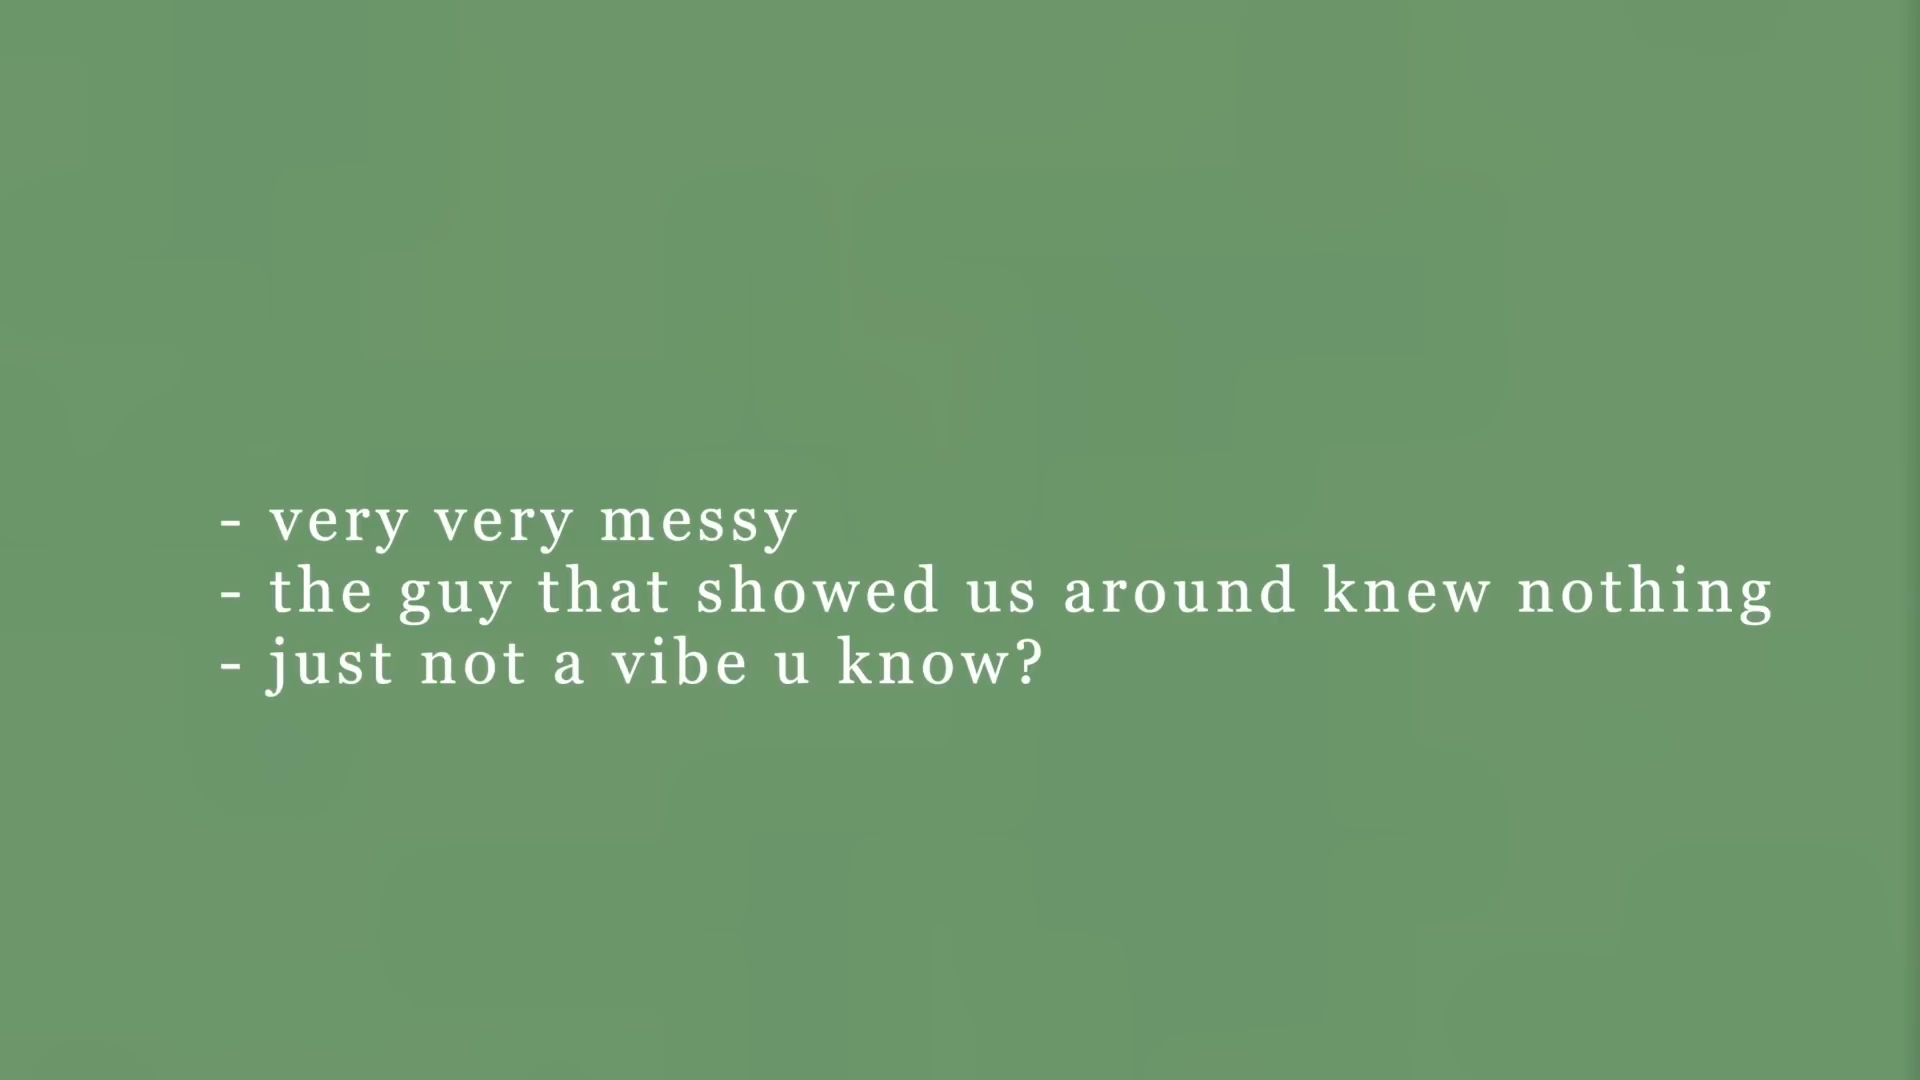 - very very messy
- the guy that showed us around knew nothing
- just not a vibe u know?